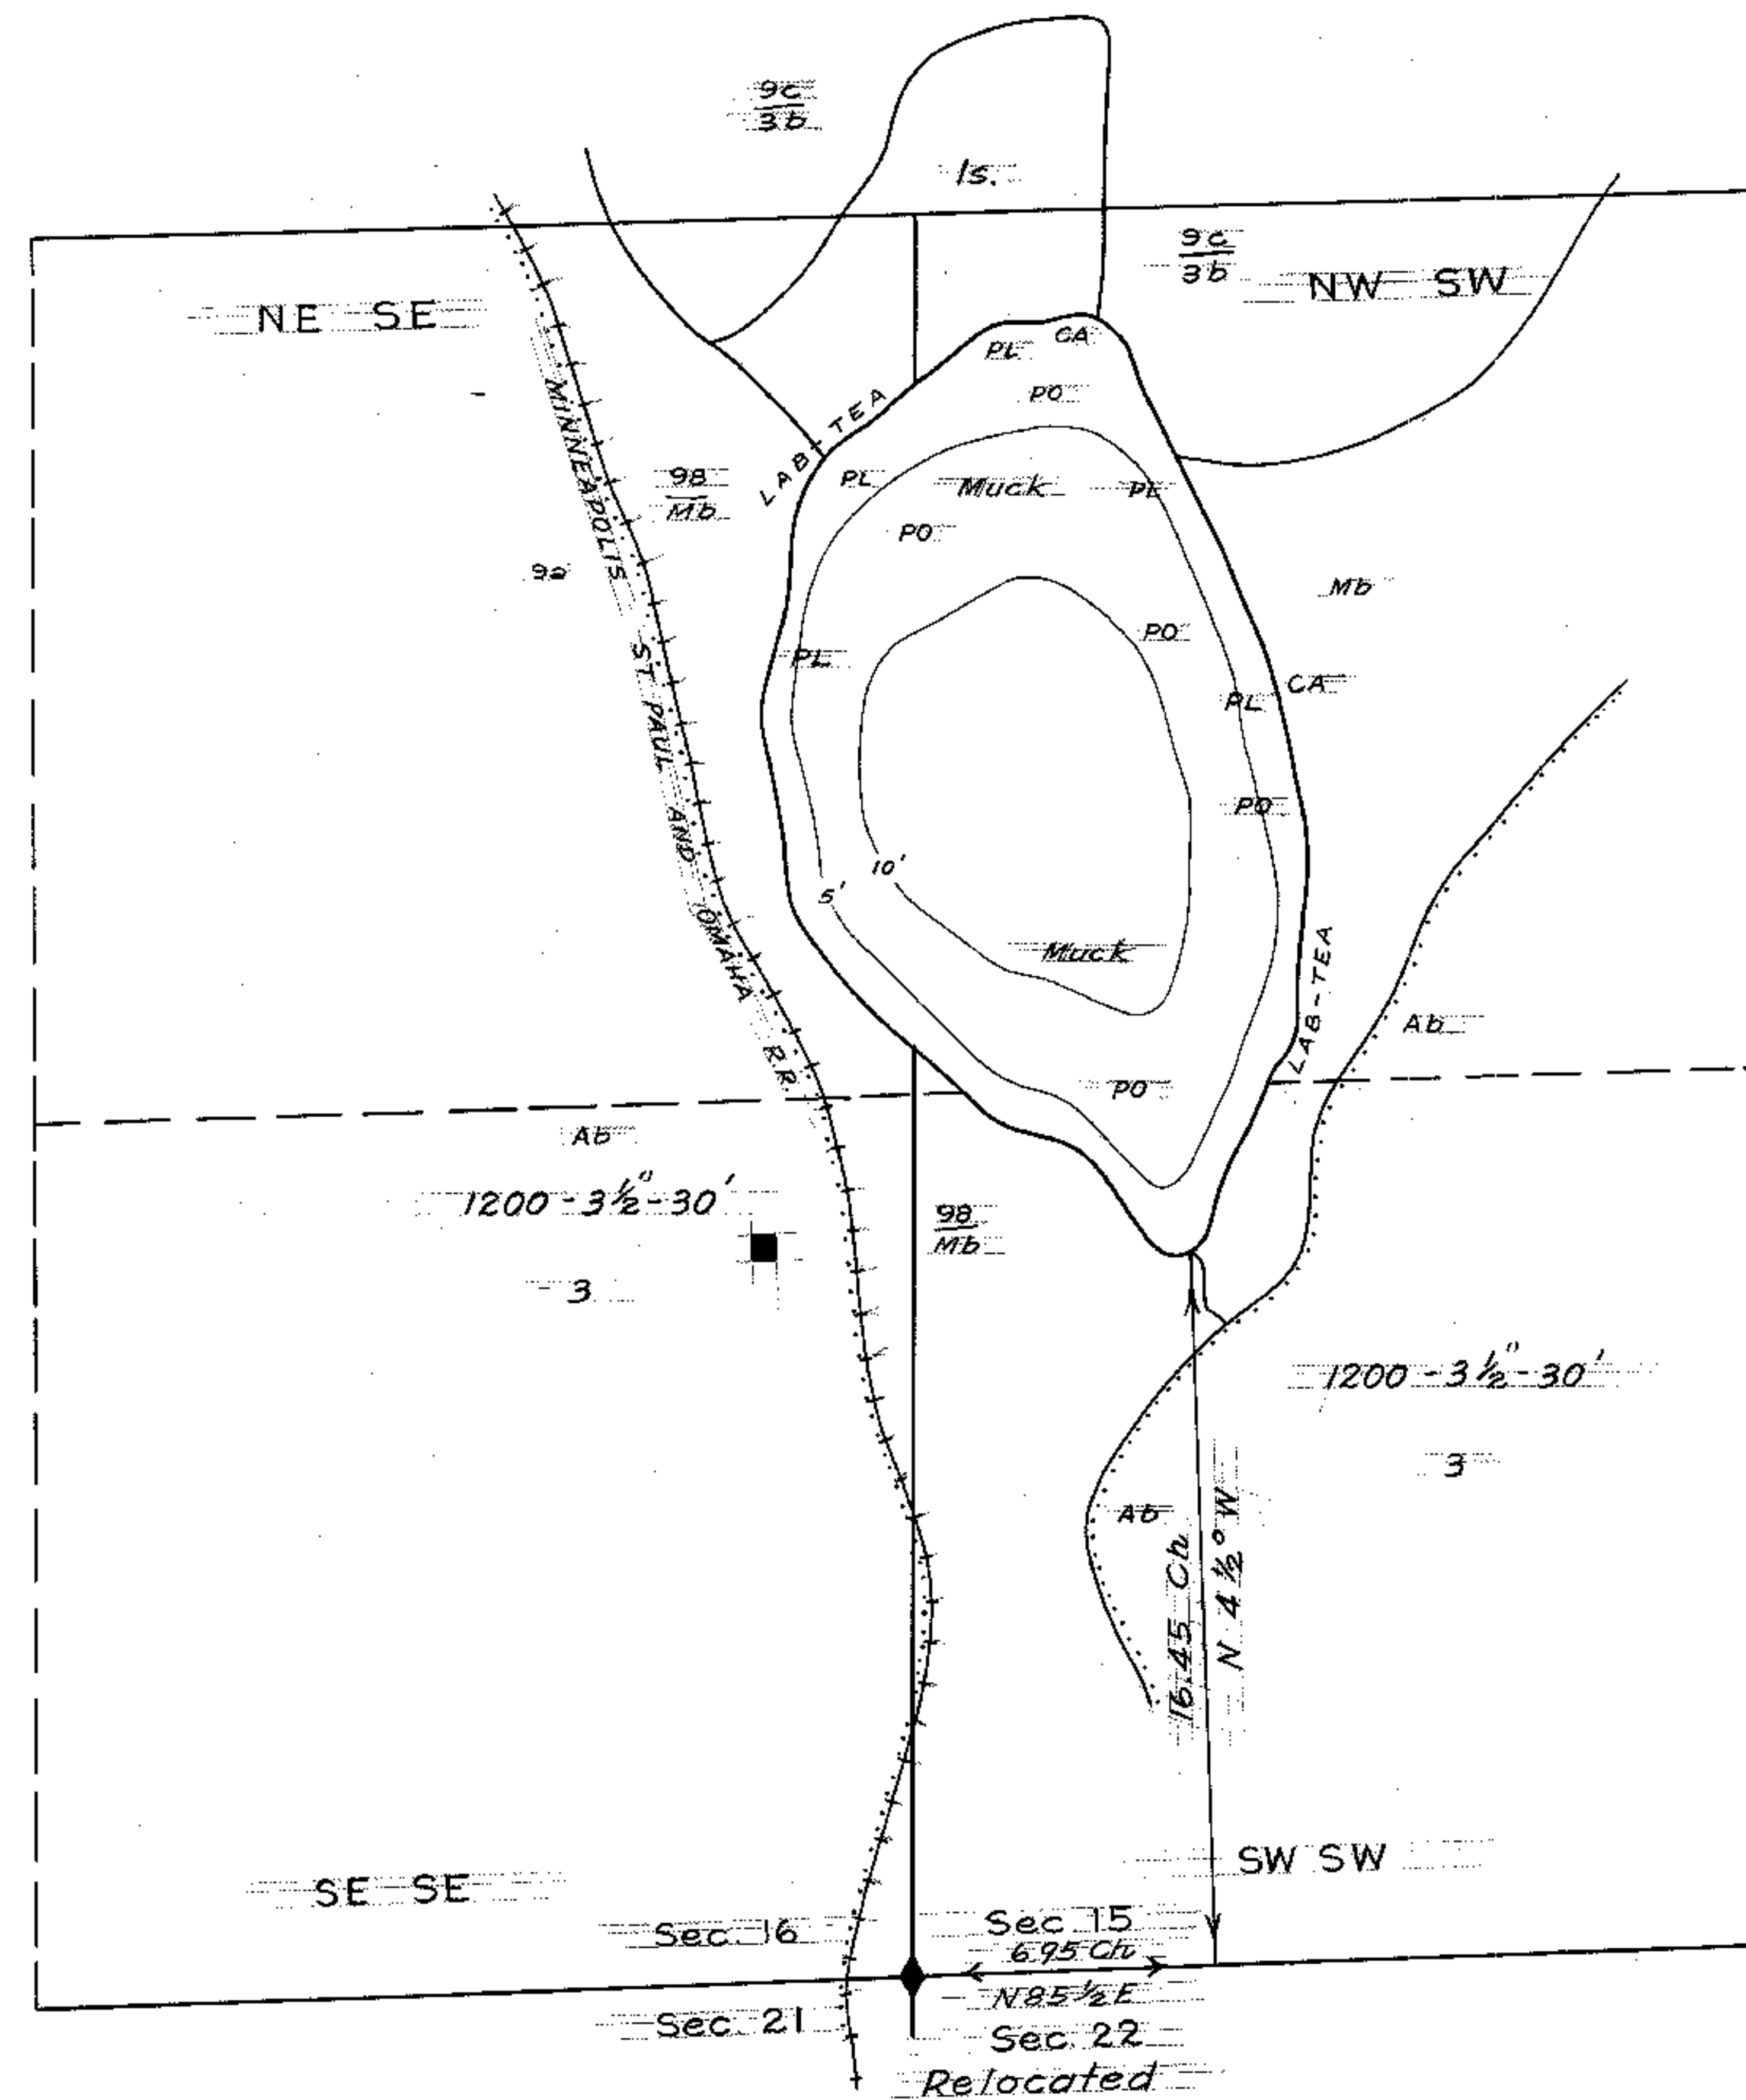 9c
3b
Is.
9c
3b
NW SW
NE SE
CA
PL
PO
LAB-TEA
MINNEAPOLIS ST. PAUL AND OMAHA R.R.
98
Mb
PL
Muck
PL
PO
9a
Mb
PO
PL
CA
PL
PO
10'
5'
Muck
LAB-TEA
Ab
PO
Ab
1200-3½"-30'
98
Mb
3
1200-3½"-30'
3
Ab
16.45 Ch
N 4½° W
SW SW
SE SE
Sec. 16
Sec. 15
6.95 Ch
N 85½ E
Sec. 21
Sec. 22
Relocated